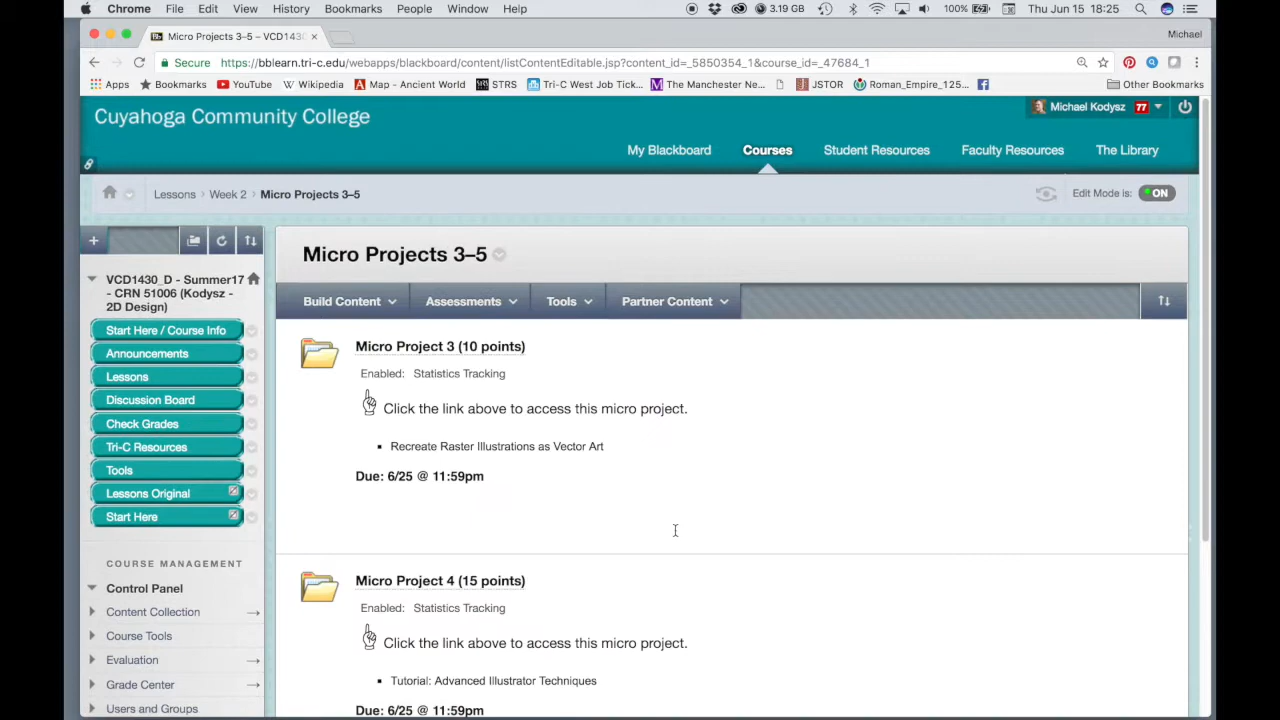 Chrome File Edit View History Bookmarks People Window Help 3.19 GB 100% Thu Jun 15 18:25
Micro Projects 3–5 – VCD143 Michael
Secure https://bblearn.tri-c.edu/webapps/blackboard/content/listContentEditable.jsp?content_id=_5850354_1&course_id=_47684_1
Apps Bookmarks YouTube Wikipedia Map - Ancient World STRS Tri-C West Job Tick... The Manchester Ne... JSTOR Roman_Empire_125... Other Bookmarks
Cuyahoga Community College
Michael Kodysz 77
My Blackboard Courses Student Resources Faculty Resources The Library
Lessons Week 2 Micro Projects 3–5 Edit Mode is: ON
Micro Projects 3–5
Build Content Assessments Tools Partner Content
VCD1430_D - Summer17
- CRN 51006 (Kodysz -
2D Design)
Start Here / Course Info
Announcements
Lessons
Discussion Board
Check Grades
Tri-C Resources
Tools
Lessons Original
Start Here
COURSE MANAGEMENT
Control Panel
Content Collection
Course Tools
Evaluation
Grade Center
Users and Groups
Micro Project 3 (10 points)
Enabled: Statistics Tracking
Click the link above to access this micro project.
Recreate Raster Illustrations as Vector Art
Due: 6/25 @ 11:59pm
Micro Project 4 (15 points)
Enabled: Statistics Tracking
Click the link above to access this micro project.
Tutorial: Advanced Illustrator Techniques
Due: 6/25 @ 11:59pm